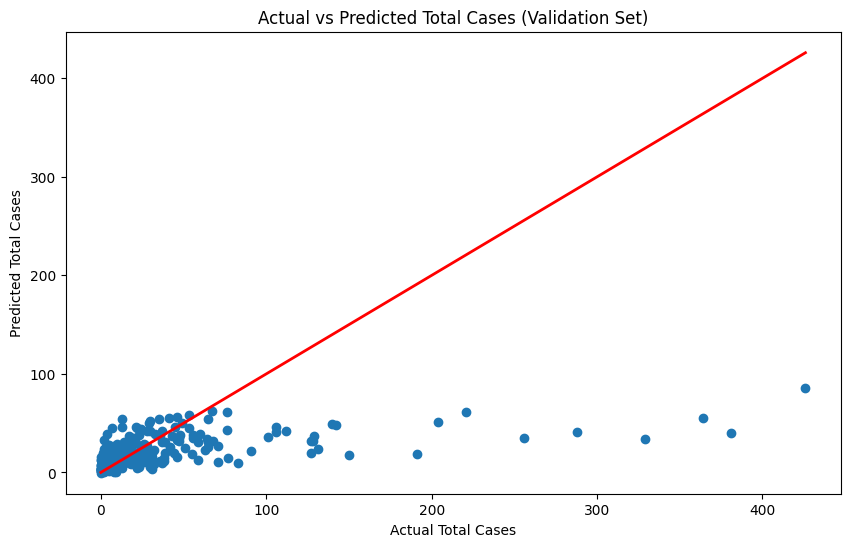 Actual vs Predicted Total Cases (Validation Set)
400
300
200
100
0
Predicted Total Cases
0 100 200 300 400
Actual Total Cases